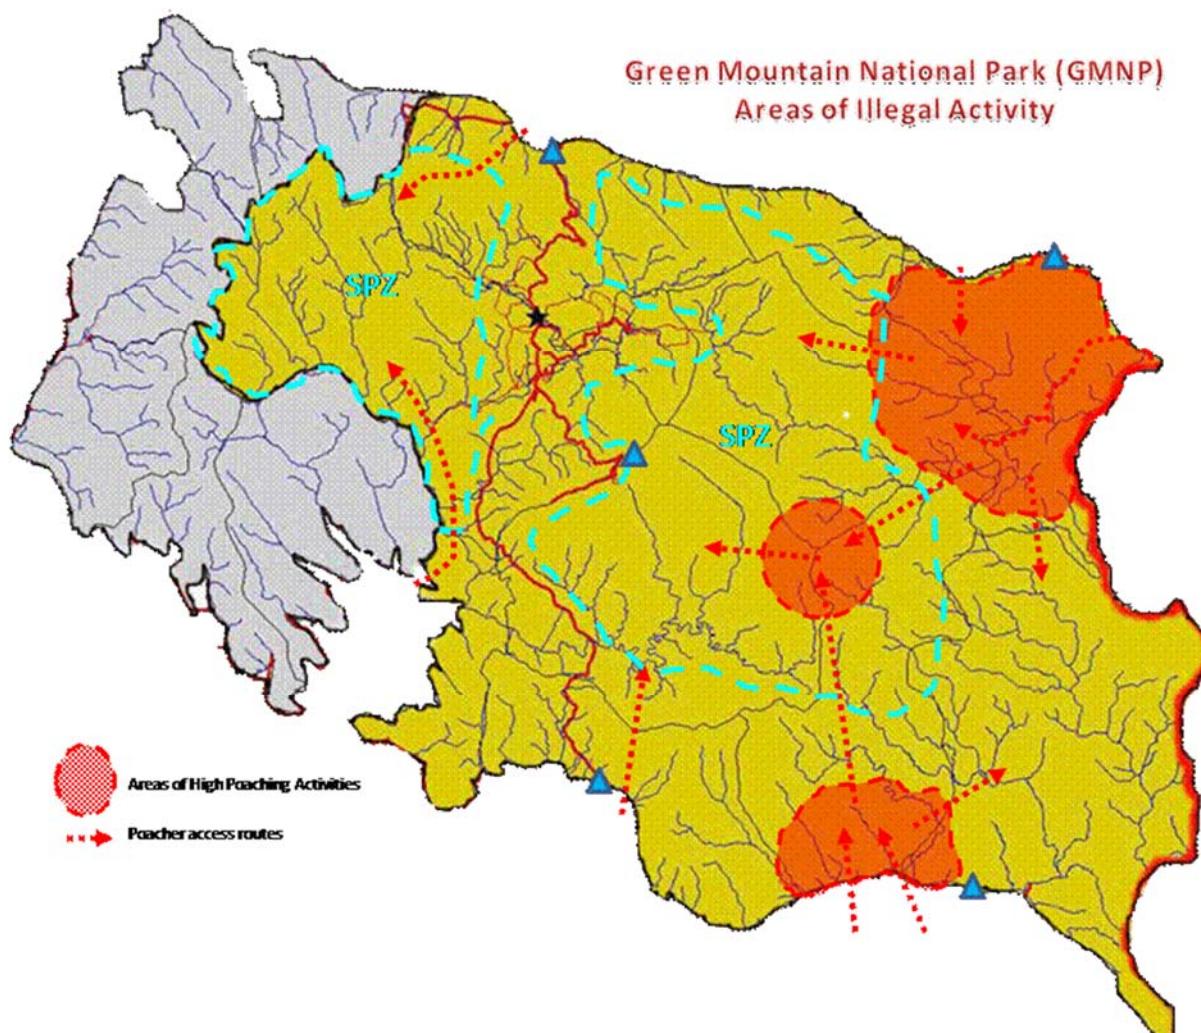 Green Mountain National Park (GMNP)
Areas of Illegal Activity
SPZ
SPZ
Areas of High Poaching Activities
Poacher access routes